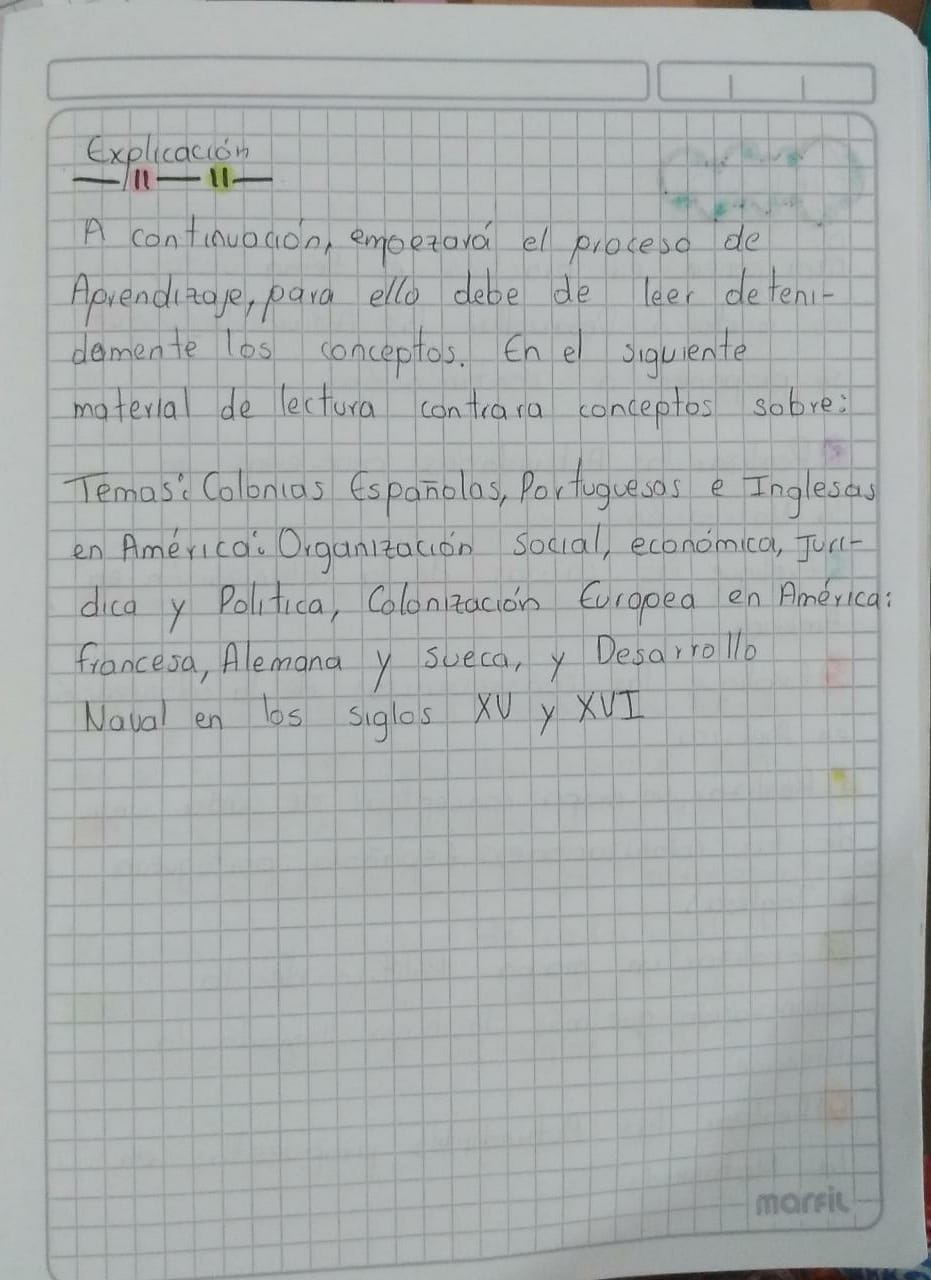 Explicación
A continuación, empezará el proceso de
Aprendizaje, para ello debe de leer deteni-
damente los conceptos. En el siguiente
material de lectura contrara conceptos sobre:
Temas: Colonias Españolas, Portuguesas e Inglesas
en América: Organización social, económica, Jurí-
dica y Politica, Colonización Europea en América:
francesa, Alemana y sueca, y Desarrollo
Naval en los siglos XV y XVI
marfil